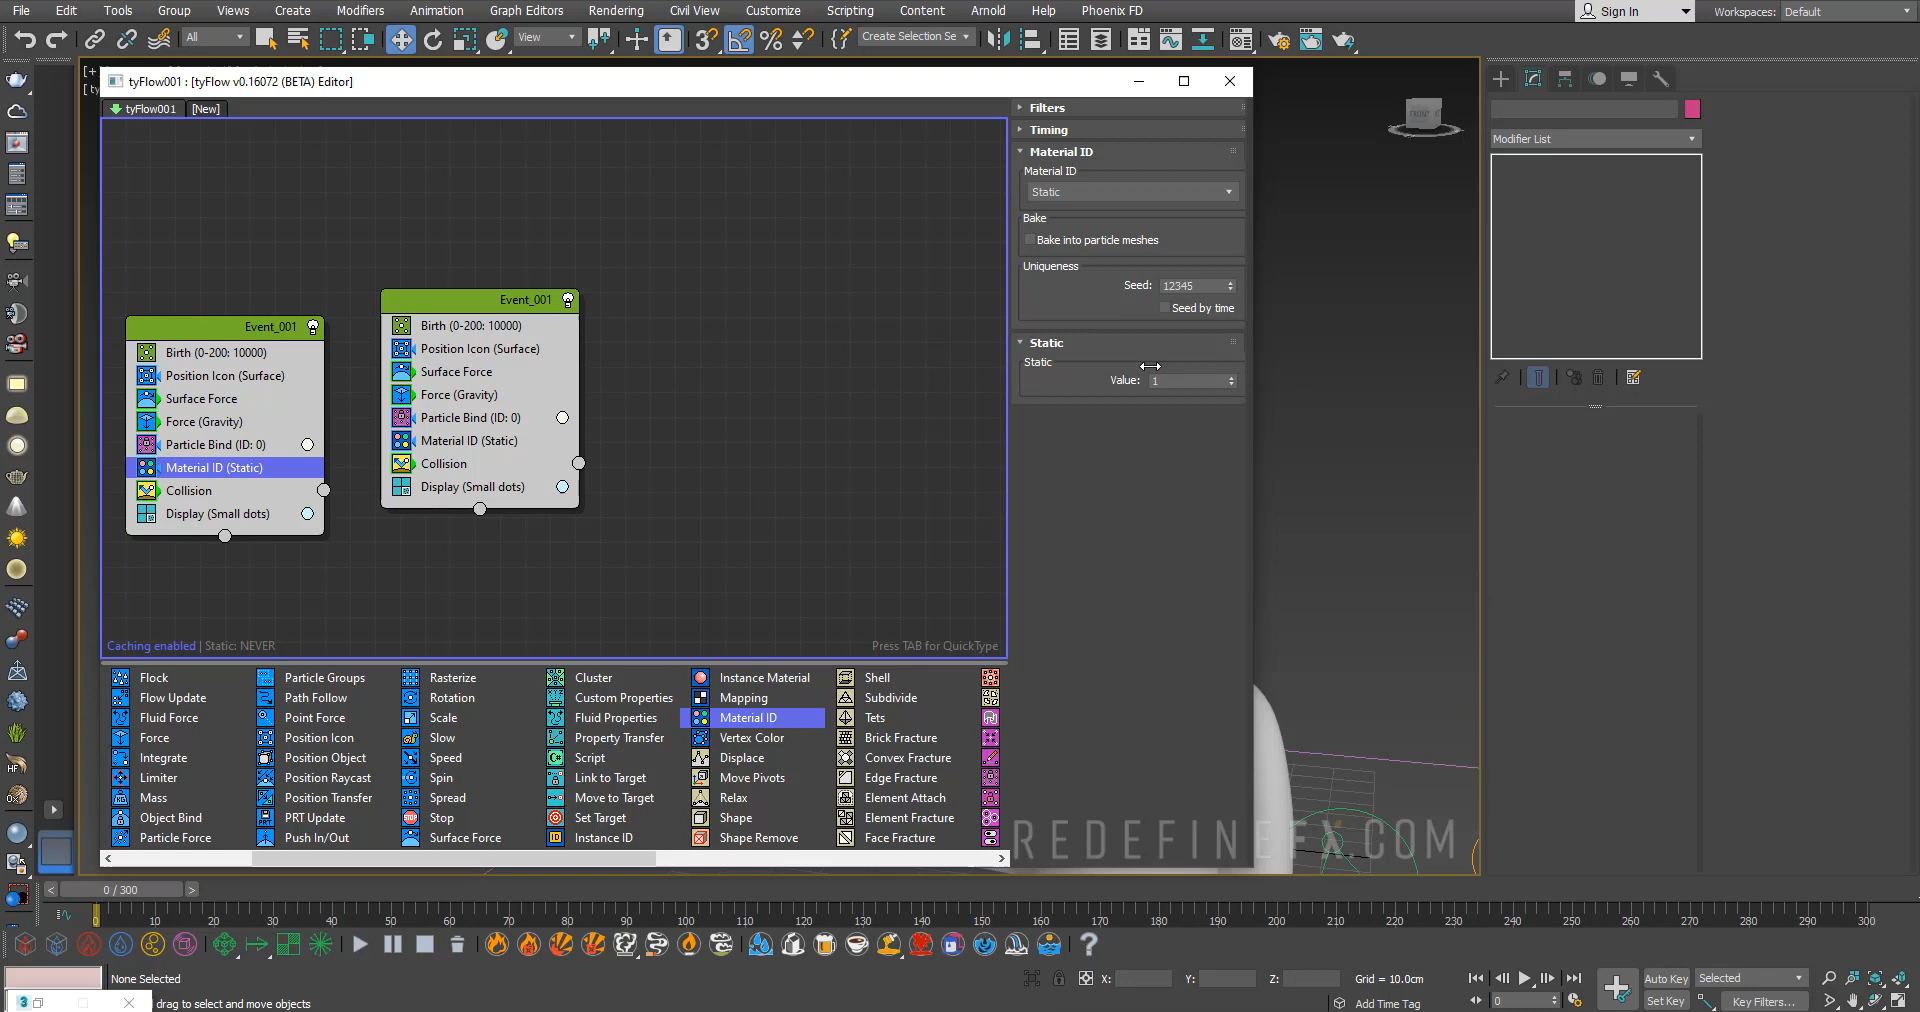 File Edit Tools Group Views Create Modifiers Animation Graph Editors Rendering Civil View Customize Scripting Content Arnold Help Phoenix FD Sign In Workspaces: Default
All View Create Selection Se
tyFlow001 : [tyFlow v0.16072 (BETA) Editor]
tyFlow001 [New]
Filters
Timing
Material ID
Material ID
Static
Bake
Bake into particle meshes
Uniqueness
Seed: 12345
Seed by time
Static
Static
Value: 1
Modifier List
FRONT
Event_001
Birth (0-200: 10000)
Position Icon (Surface)
Surface Force
Force (Gravity)
Particle Bind (ID: 0)
Material ID (Static)
Collision
Display (Small dots)
Event_001
Birth (0-200: 10000)
Position Icon (Surface)
Surface Force
Force (Gravity)
Particle Bind (ID: 0)
Material ID (Static)
Collision
Display (Small dots)
Caching enabled | Static: NEVER
Press TAB for QuickType
Flock Particle Groups Rasterize Cluster Instance Material Shell
Flow Update Path Follow Rotation Custom Properties Mapping Subdivide
Fluid Force Point Force Scale Fluid Properties Material ID Tets
Force Position Icon Slow Property Transfer Vertex Color Brick Fracture
Integrate Position Object Speed Script Displace Convex Fracture
Limiter Position Raycast Spin Link to Target Move Pivots Edge Fracture
Mass Position Transfer Spread Move to Target Relax Element Attach
Object Bind PRT Update Stop Set Target Shape Element Fracture
Particle Force Push In/Out Surface Force Instance ID Shape Remove Face Fracture
REDEFINEFX.COM
0 / 300
0 10 20 30 40 50 60 70 80 90 100 110 120 130 140 150 160 170 180 190 200 210 220 230 240 250 260 270 280 290 300
None Selected X: Y: Z: Grid = 10.0cm Auto Key Selected
drag to select and move objects Add Time Tag 0 Set Key Key Filters...